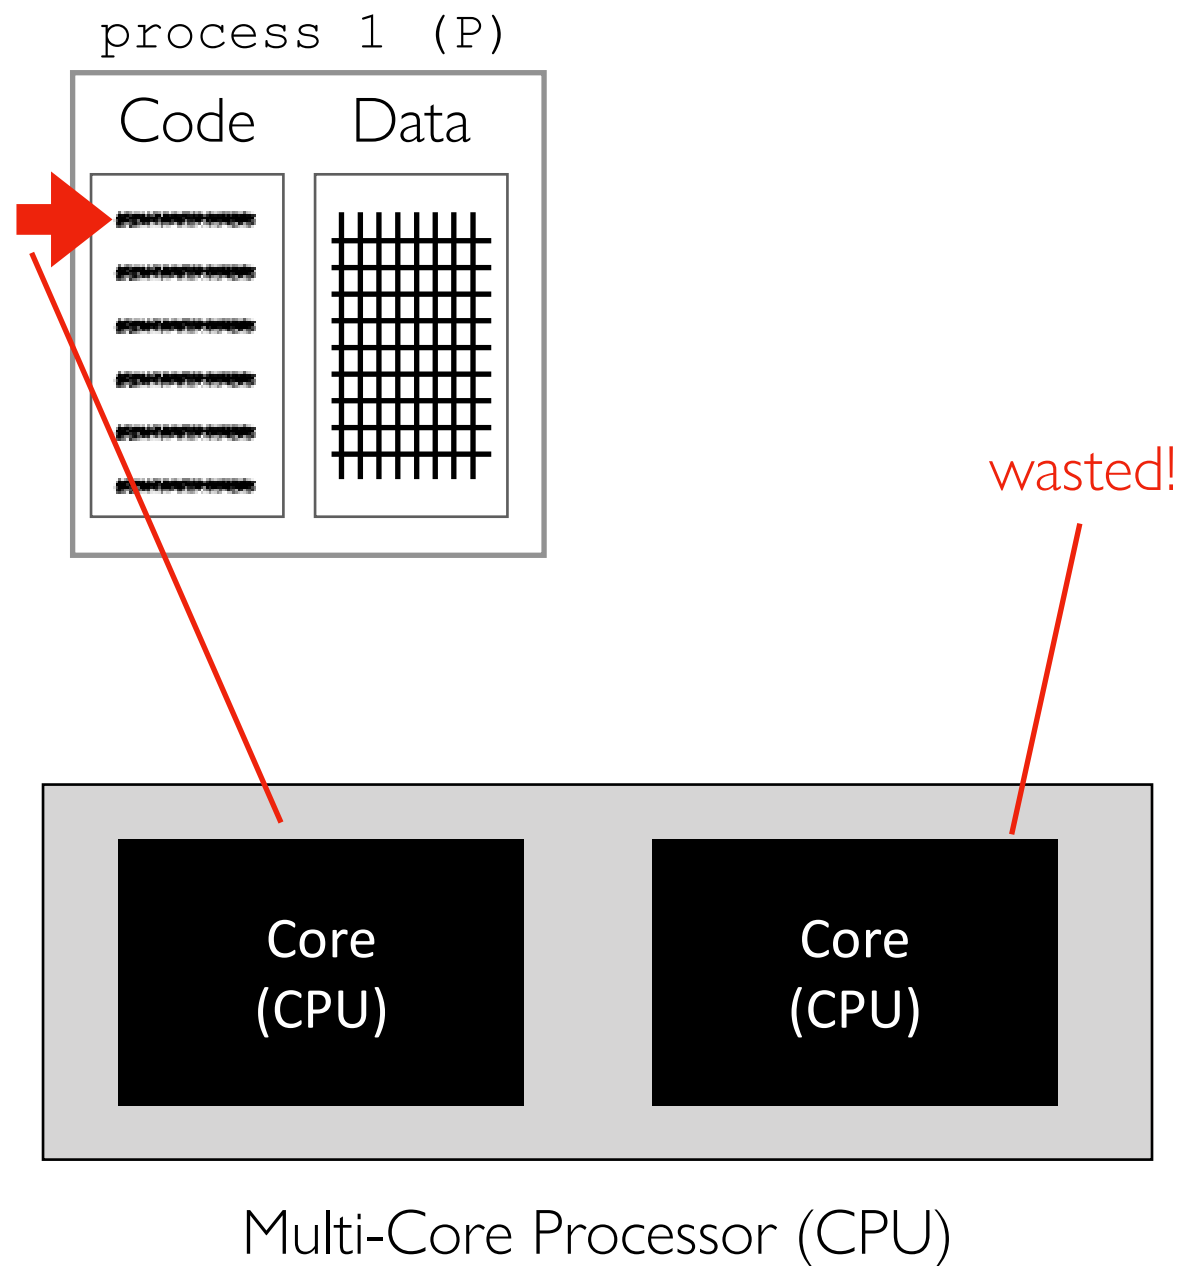 process 1 (P)
Code
Data
wasted!
Core
(CPU)
Core
(CPU)
Multi-Core Processor (CPU)